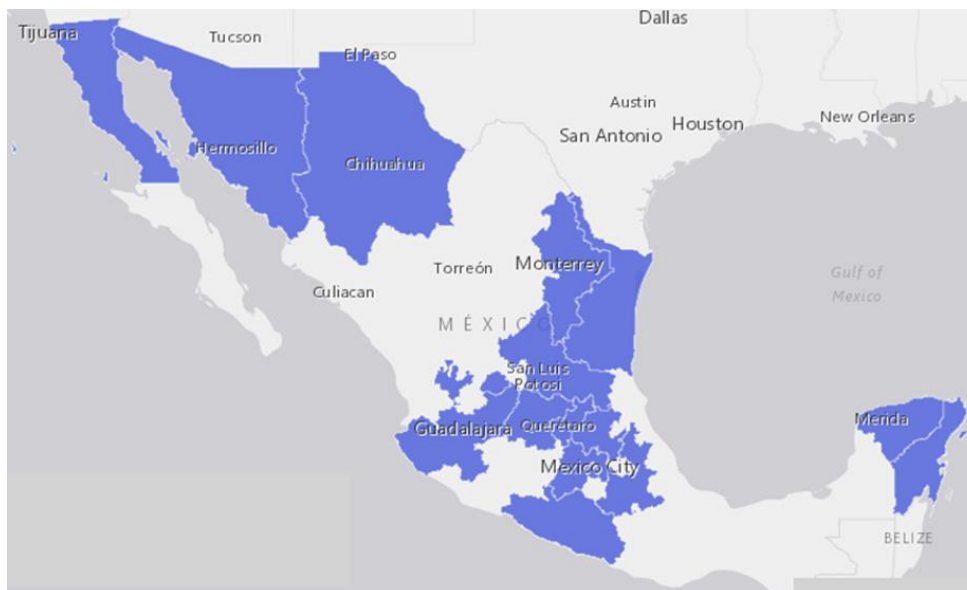 Dallas
Tijuana
Tucson
El Paso
Austin
New Orleans
Houston
San Antonio
Hermosillo
Chihuahua
Monterrey
Torreón
Gulf of
Mexico
Culiacan
MÉXICO
San Luis
Potosi
Merida
Guadalajara
Querétaro
Mexico City
BELIZE